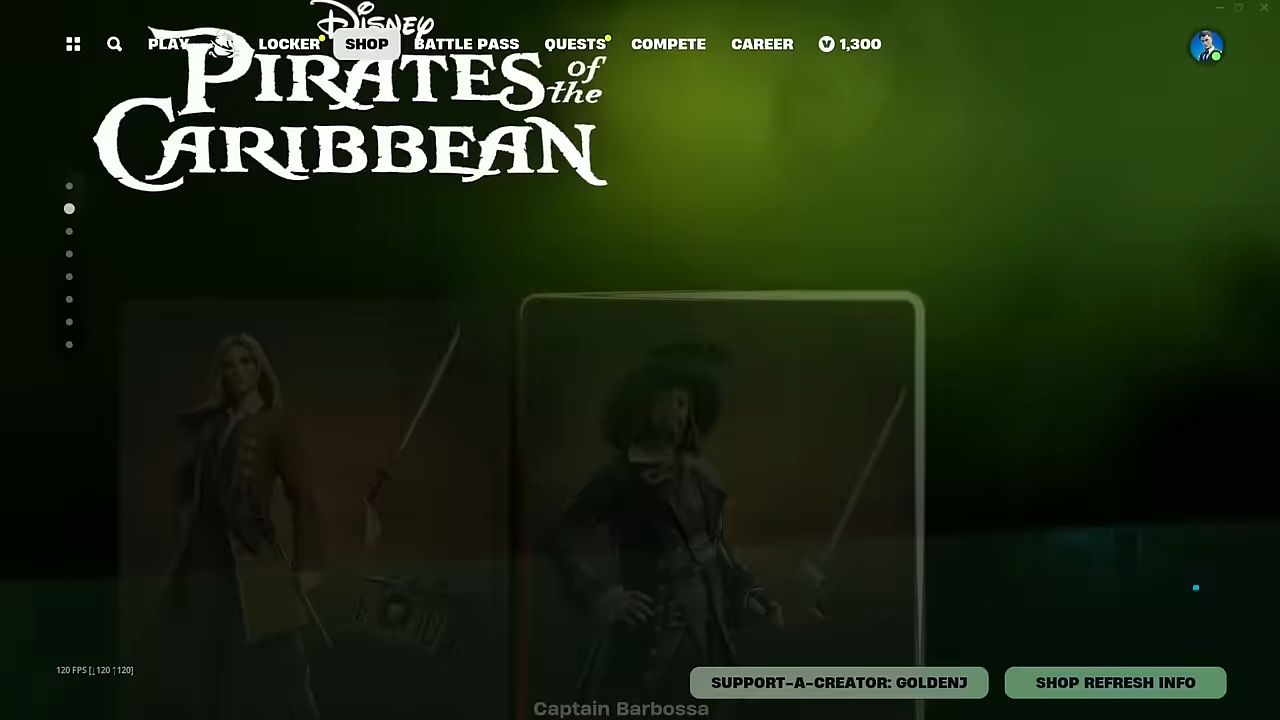 DISNEY
PLAY LOCKER SHOP BATTLE PASS QUESTS COMPETE CAREER V 1,300
PIRATES of the
CARIBBEAN
120 FPS [↓120 ↑120]
SUPPORT-A-CREATOR: GOLDENJ
SHOP REFRESH INFO
Captain Barbossa